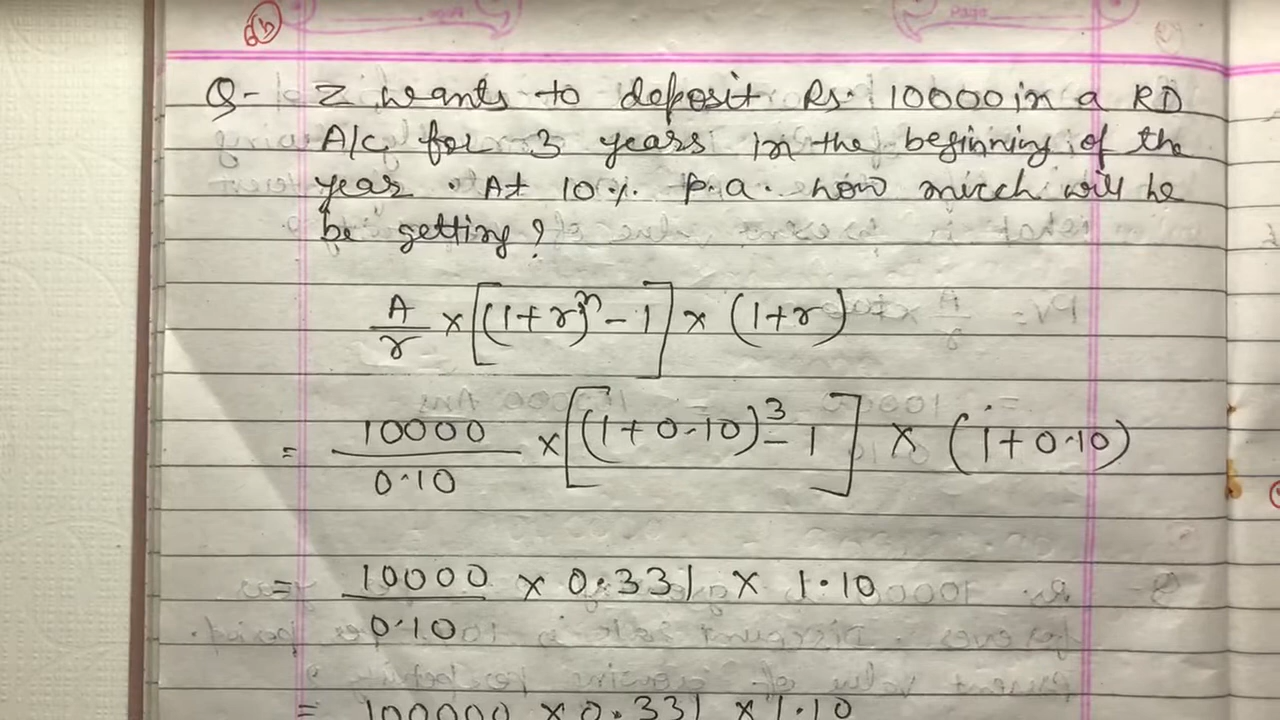 Q- Z wants to deposit Rs. 10000 in a RD
A/C for 3 years in the beginning of the
year. At 10% p.a. how much will he
be getting?
A/r × [(1+r)^n - 1] × (1+r)
= 10000/0.10 × [(1+0.10)^3 - 1] × (1+0.10)
= 10000/0.10 × 0.331 × 1.10
= 100000 × 0.331 × 1.10